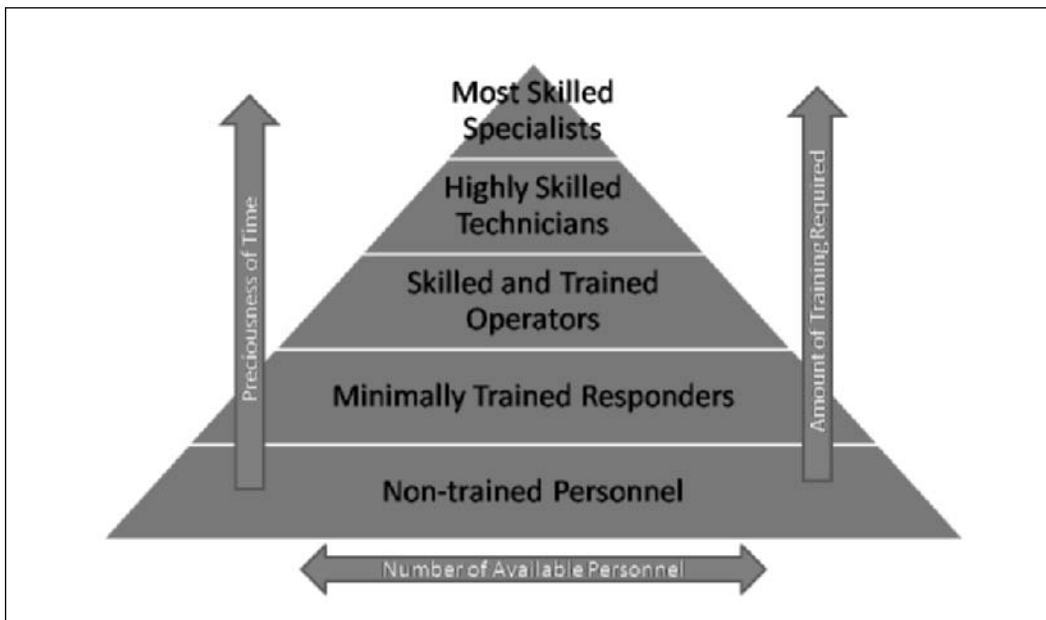 Most Skilled
Specialists
Highly Skilled
Technicians
Skilled and Trained
Operators
Minimally Trained Responders
Non-trained Personnel
Preciousness of Time
Amount of Training Required
Number of Available Personnel